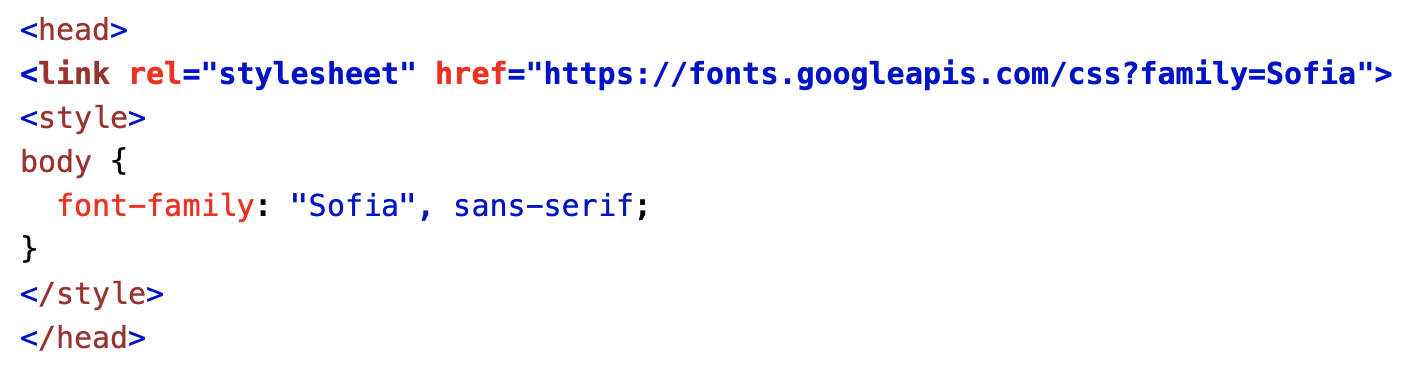 <head>
<link rel="stylesheet" href="https://fonts.googleapis.com/css?family=Sofia">
<style>
body {
  font-family: "Sofia", sans-serif;
}
</style>
</head>